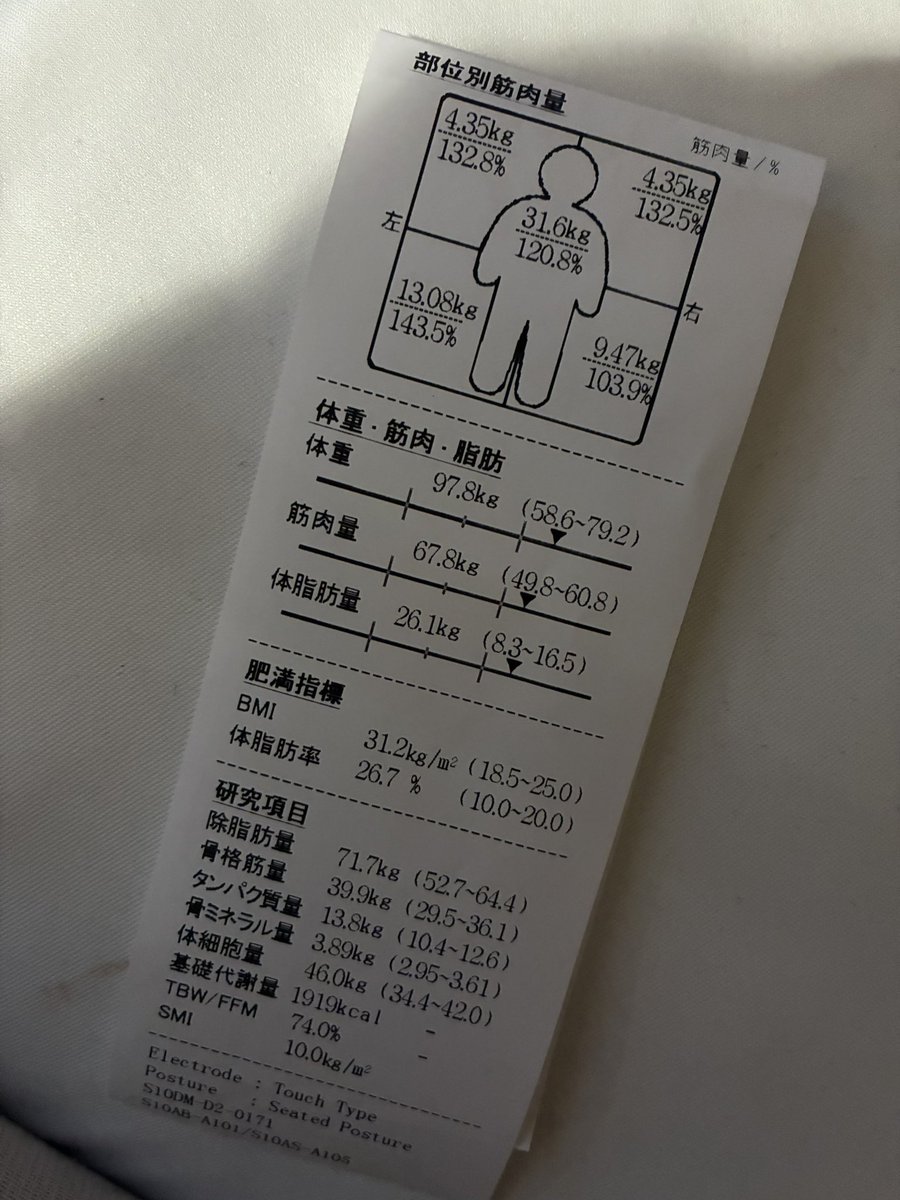 部位別筋肉量
筋肉量/%
4.35kg
132.8%
4.35kg
132.5%
31.6kg
120.8%
左
右
13.08kg
143.5%
9.47kg
103.9%
体重・筋肉・脂肪
体重 97.8kg (58.6~79.2)
筋肉量 67.8kg (49.8~60.8)
体脂肪量 26.1kg (8.3~16.5)
肥満指標
BMI 31.2kg/m² (18.5~25.0)
体脂肪率 26.7 % (10.0~20.0)
研究項目
除脂肪量 71.7kg (52.7~64.4)
骨格筋量 39.9kg (29.5~36.1)
タンパク質量 13.8kg (10.4~12.6)
骨ミネラル量 3.89kg (2.95~3.61)
体細胞量 46.0kg (34.4~42.0)
基礎代謝量 1919kcal -
TBW/FFM 74.0% -
SMI 10.0kg/m²
Electrode : Touch Type
Posture : Seated Posture
S10DM-D2-0171
S10AB-A101/S10AS-A105